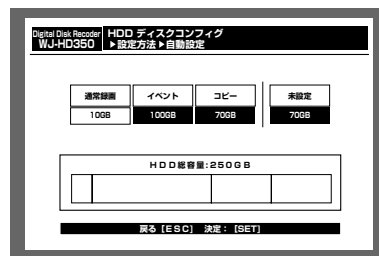 Digital Disk Recoder HDD ディスクコンフィグ
WJ-HD350 ▶設定方法▶自動設定
通常録画 イベント コピー 未設定
10GB 100GB 70GB 70GB
HDD総容量:250GB
戻る [ESC] 決定: [SET]